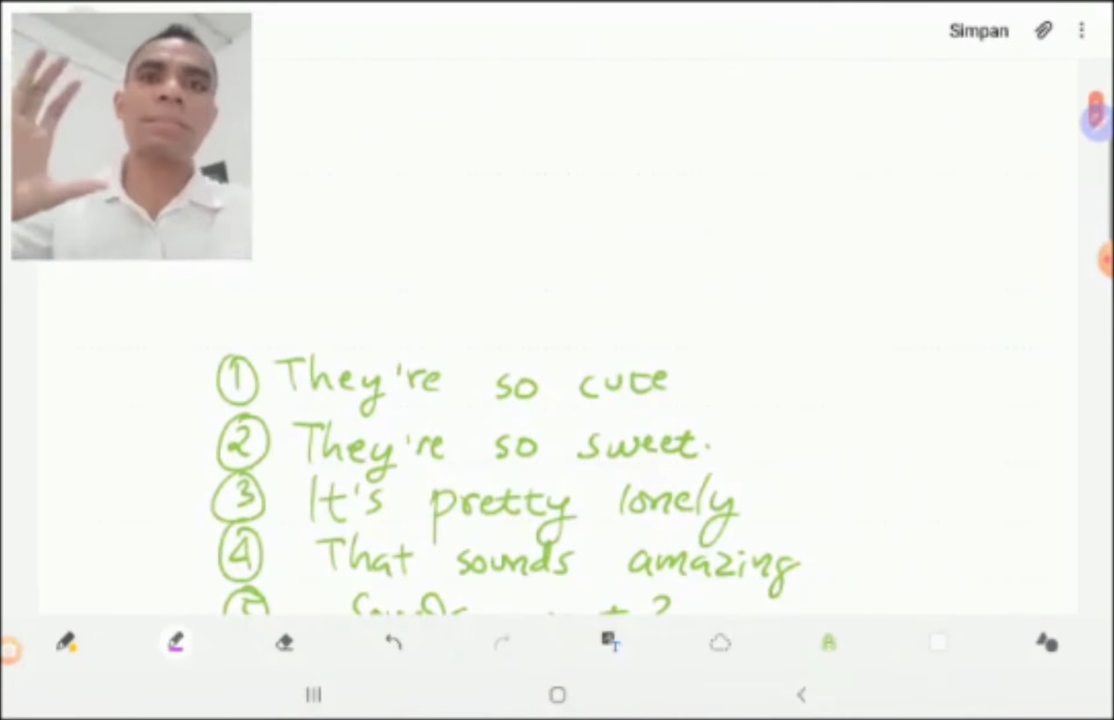 Simpan
① They're so cute
② They're so sweet.
③ It's pretty lonely
④ That sounds amazing